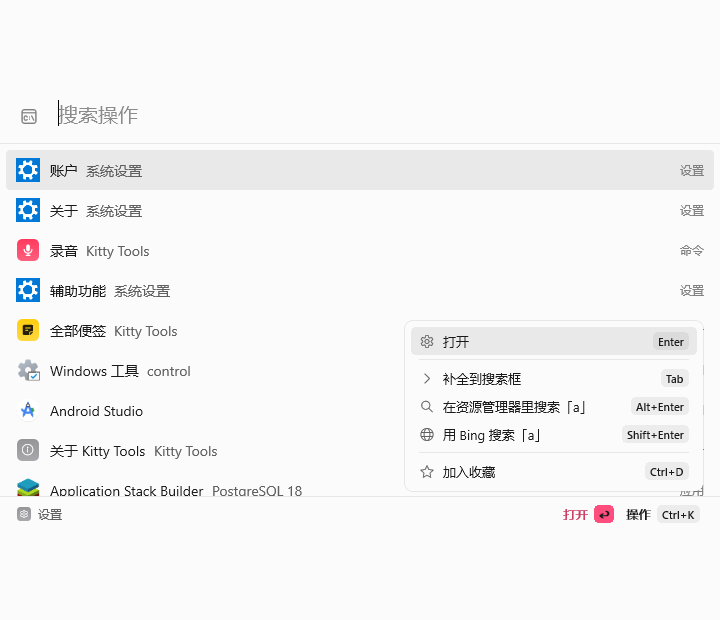 搜索操作
账户 系统设置 设置
关于 系统设置 设置
录音 Kitty Tools 命令
辅助功能 系统设置 设置
全部便签 Kitty Tools
Windows 工具 control
Android Studio
关于 Kitty Tools Kitty Tools
Application Stack Builder PostgreSQL 18 应用
打开 Enter
补全到搜索框 Tab
在资源管理器里搜索「a」 Alt+Enter
用 Bing 搜索「a」 Shift+Enter
加入收藏 Ctrl+D
设置 打开 操作 Ctrl+K